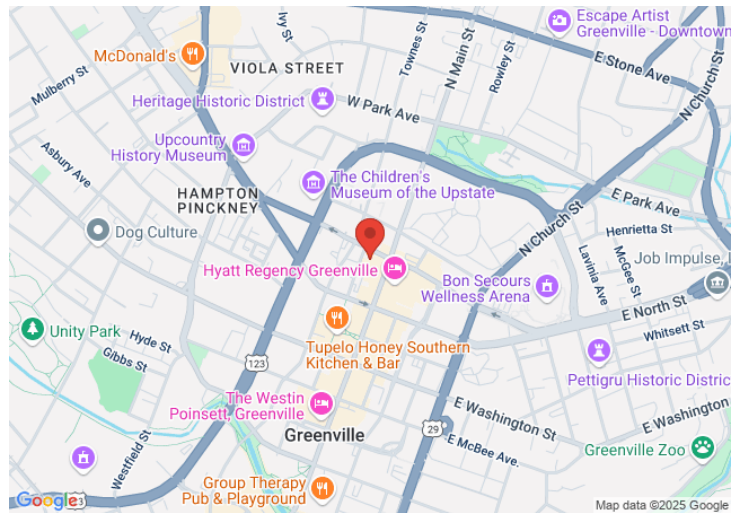 Escape Artist
Greenville - Downtown
McDonald's
Ivy St
Townes St
N Main St
Rowley St
E Stone Ave
N Church St
VIOLA STREET
Mulberry St
Heritage Historic District
W Park Ave
Upcountry
History Museum
Asbury Ave
The Children's
Museum of the Upstate
HAMPTON
PINCKNEY
E Park Ave
Dog Culture
N Church St
Henrietta St
Lavinia Ave
McGee St
Job Impulse, I
Hyatt Regency Greenville
Bon Secours
Wellness Arena
E North St
Unity Park
Hyde St
Gibbs St
Tupelo Honey Southern
Kitchen & Bar
Whitsett St
123
Pettigru Historic District
The Westin
Poinsett, Greenville
E Washington St
E Washington
29
Greenville
E McBee Ave.
Westfield St
Greenville Zoo
Group Therapy
Pub & Playground
Google
Map data ©2025 Google